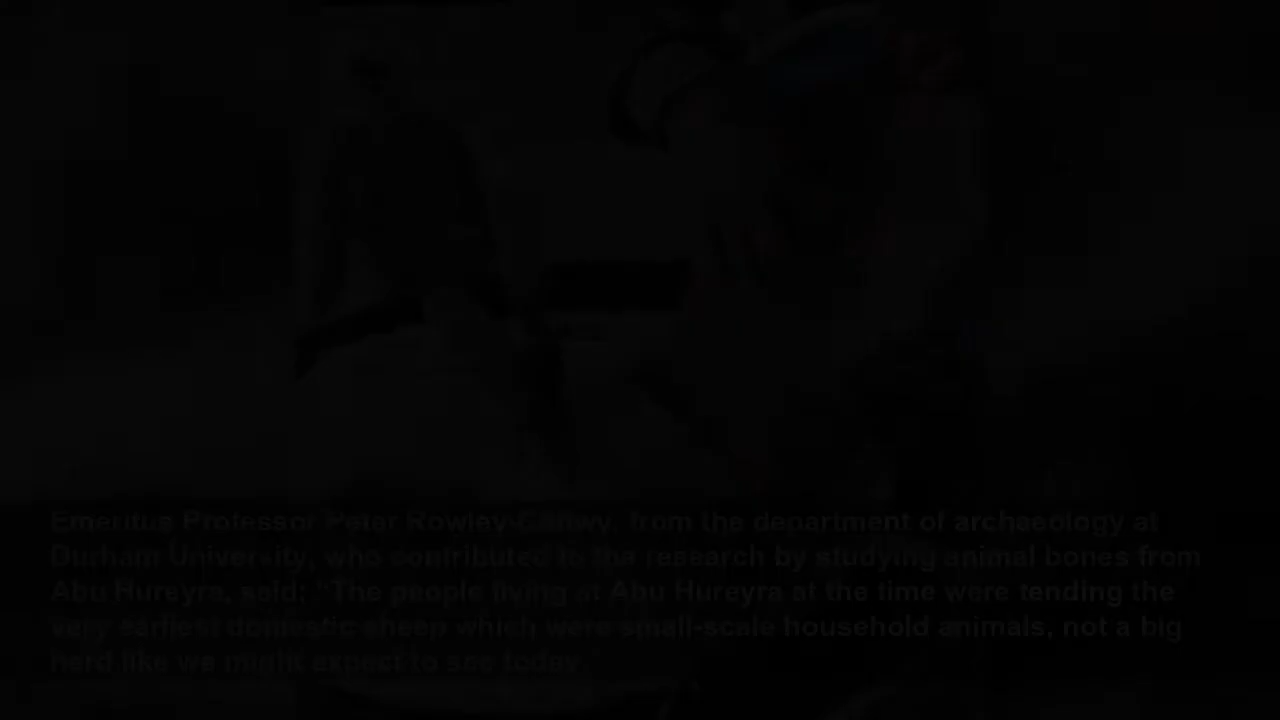 Emeritus Professor Peter Rowley-Conwy, from the department of archaeology at
Durham University, who contributed to the research by studying animal bones from
Abu Hureyra, said: "The people living at Abu Hureyra at the time were tending the
very earliest domestic sheep which were small-scale household animals, not a big
herd like we might expect to see today."